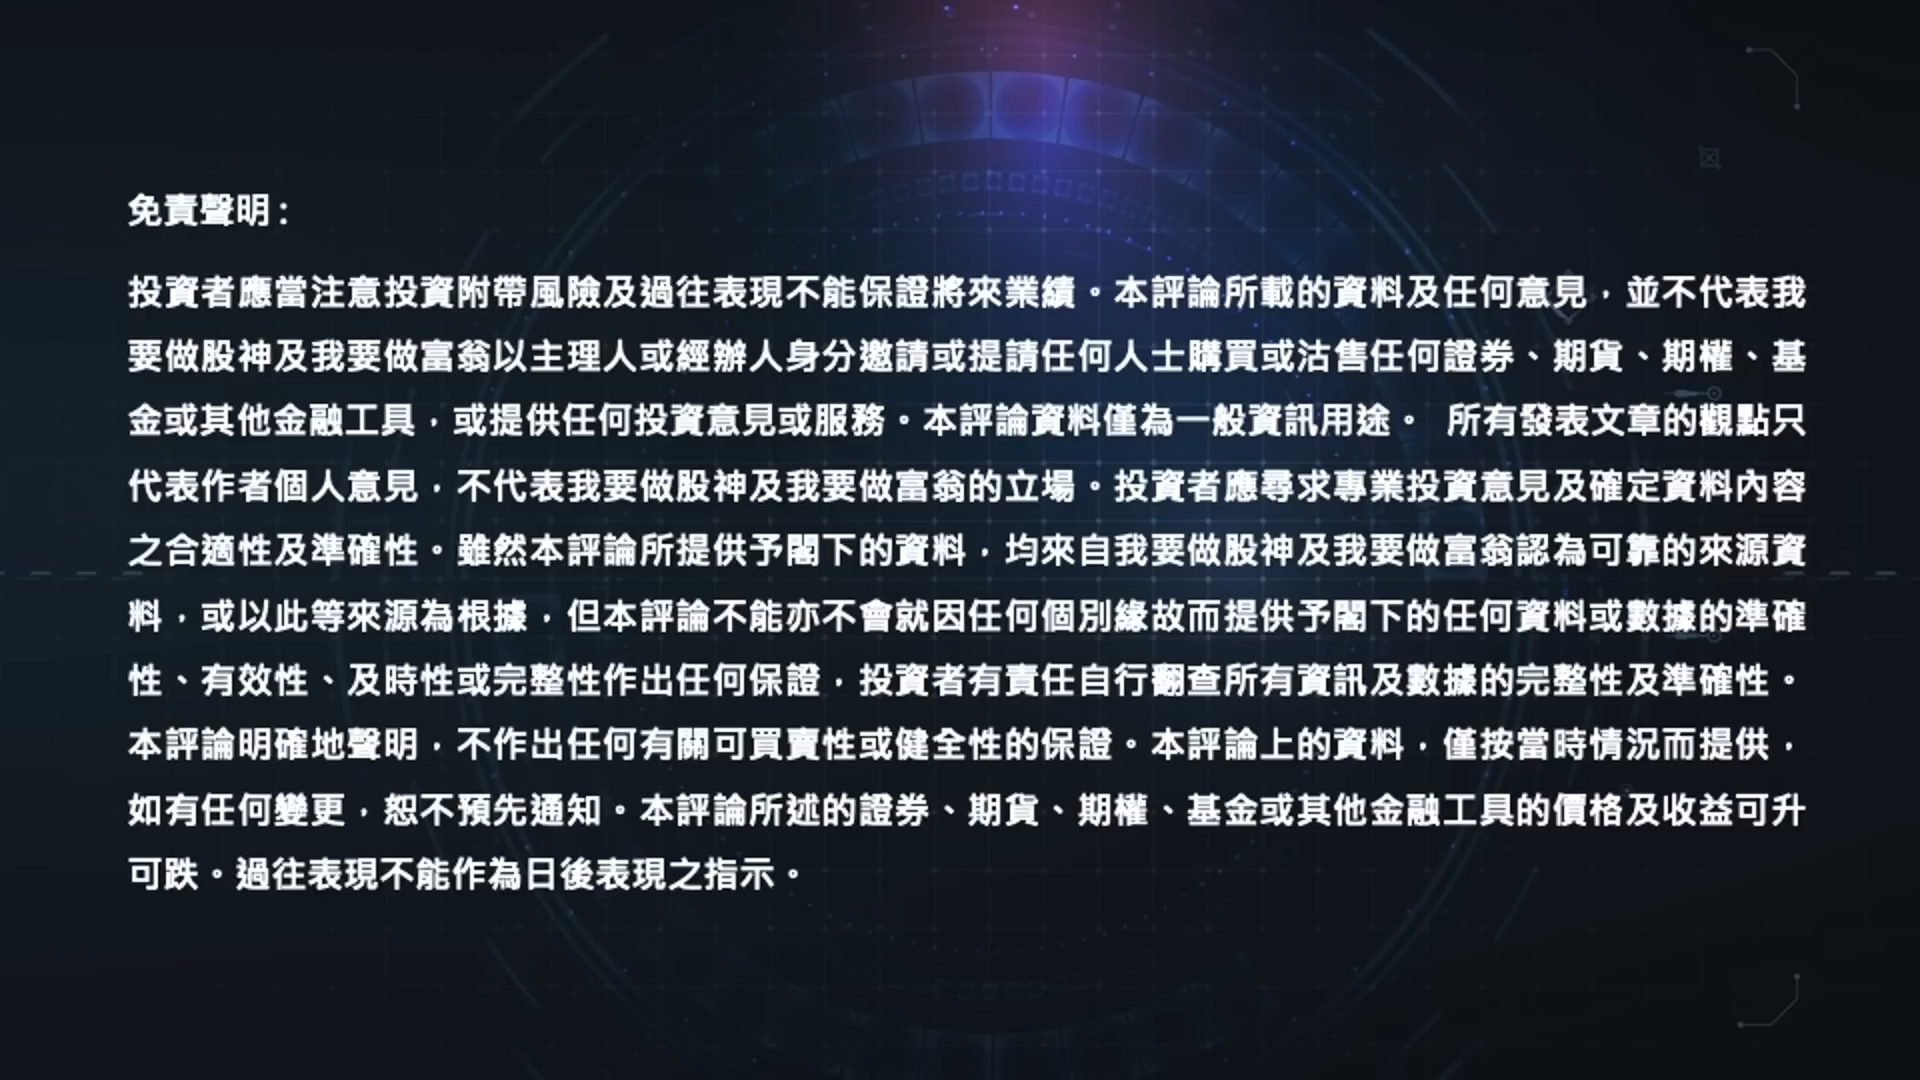 免責聲明 :
投資者應當注意投資附帶風險及過往表現不能保證將來業績。本評論所載的資料及任何意見，並不代表我
要做股神及我要做富翁以主理人或經辦人身分邀請或提請任何人士購買或沽售任何證券、期貨、期權、基
金或其他金融工具，或提供任何投資意見或服務。本評論資料僅為一般資訊用途。 所有發表文章的觀點只
代表作者個人意見，不代表我要做股神及我要做富翁的立場。投資者應尋求專業投資意見及確定資料內容
之合適性及準確性。雖然本評論所提供予閣下的資料，均來自我要做股神及我要做富翁認為可靠的來源資
料，或以此等來源為根據，但本評論不能亦不會就因任何個別緣故而提供予閣下的任何資料或數據的準確
性、有效性、及時性或完整性作出任何保證，投資者有責任自行翻查所有資訊及數據的完整性及準確性。
本評論明確地聲明，不作出任何有關可買賣性或健全性的保證。本評論上的資料，僅按當時情況而提供，
如有任何變更，恕不預先通知。本評論所述的證券、期貨、期權、基金或其他金融工具的價格及收益可升
可跌。過往表現不能作為日後表現之指示。